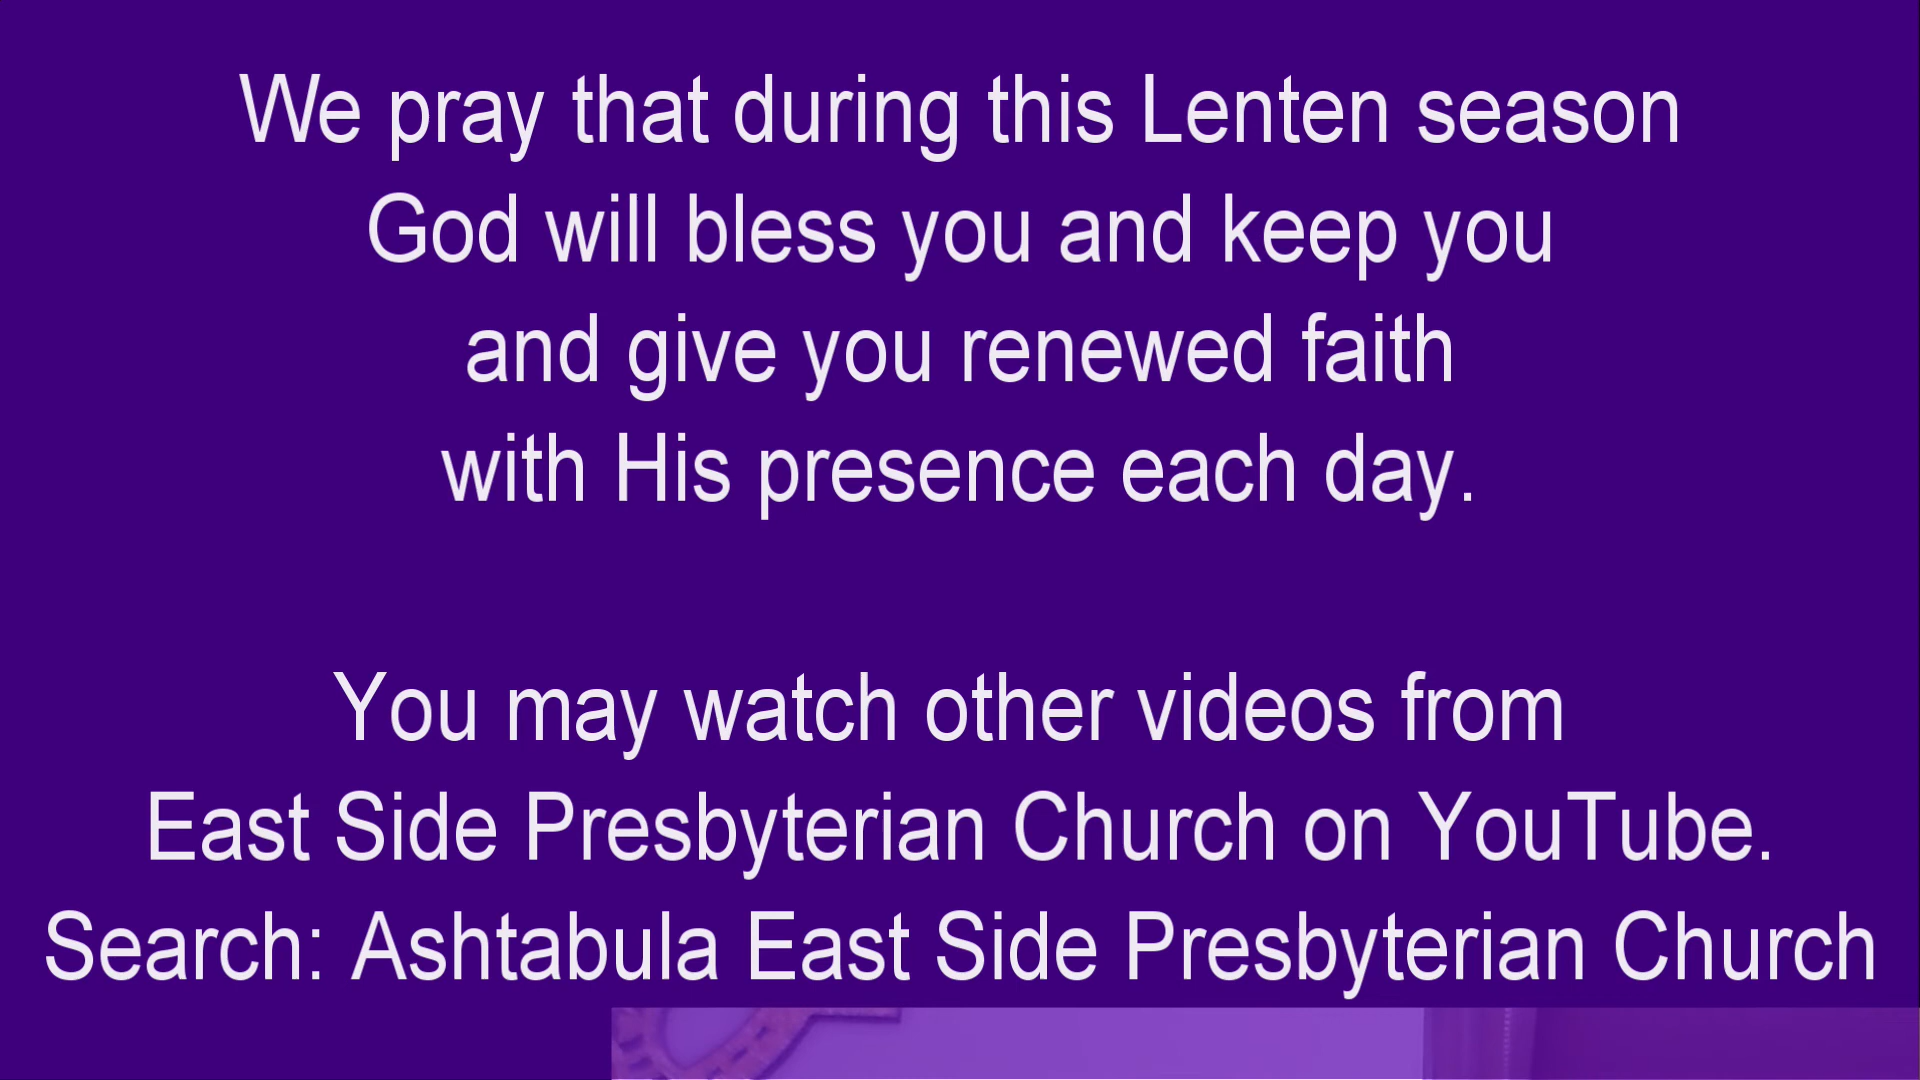 We pray that during this Lenten season
God will bless you and keep you
and give you renewed faith
with His presence each day.
You may watch other videos from
East Side Presbyterian Church on YouTube.
Search: Ashtabula East Side Presbyterian Church